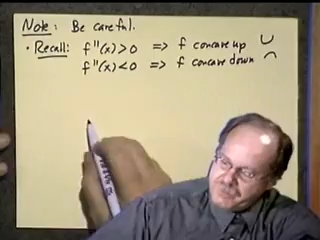 Note: Be careful.
• Recall: f''(x)>0 => f concave up ∪
f''(x)<0 => f concave down ∩